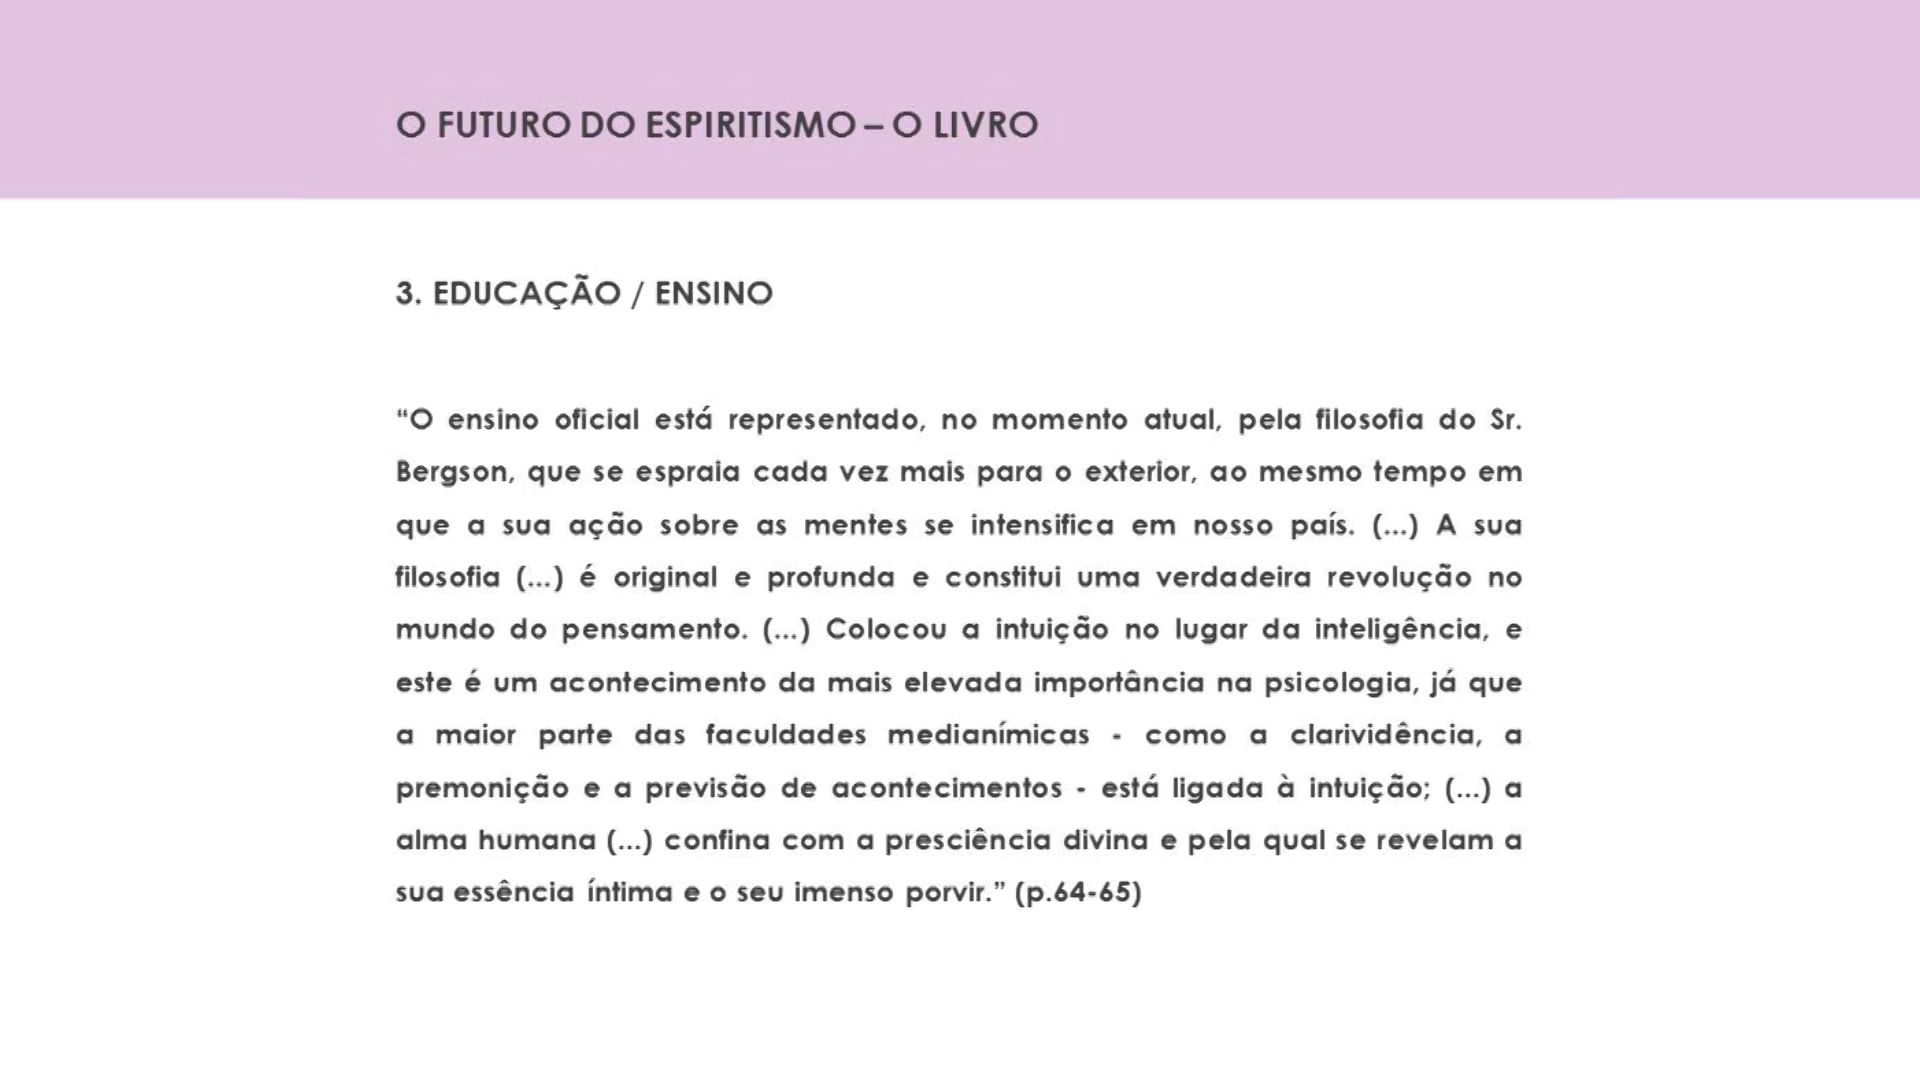 O FUTURO DO ESPIRITISMO – O LIVRO
3. EDUCAÇÃO / ENSINO
“O ensino oficial está representado, no momento atual, pela filosofia do Sr.
Bergson, que se espraia cada vez mais para o exterior, ao mesmo tempo em
que a sua ação sobre as mentes se intensifica em nosso país. (...) A sua
filosofia (...) é original e profunda e constitui uma verdadeira revolução no
mundo do pensamento. (...) Colocou a intuição no lugar da inteligência, e
este é um acontecimento da mais elevada importância na psicologia, já que
a maior parte das faculdades medianímicas - como a clarividência, a
premonição e a previsão de acontecimentos - está ligada à intuição; (...) a
alma humana (...) confina com a presciência divina e pela qual se revelam a
sua essência íntima e o seu imenso porvir.” (p.64-65)